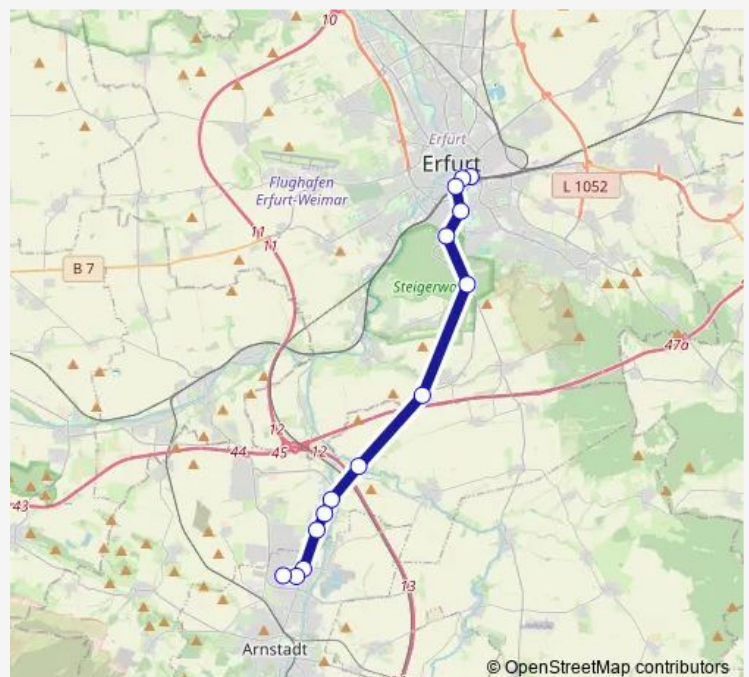 10
Erfurt
Erfurt
Flughafen
Erfurt-Weimar
L 1052
11
11
B 7
Steigerwa
47a
12
44
45
12
43
13
Arnstadt
© OpenStreetMap contributors